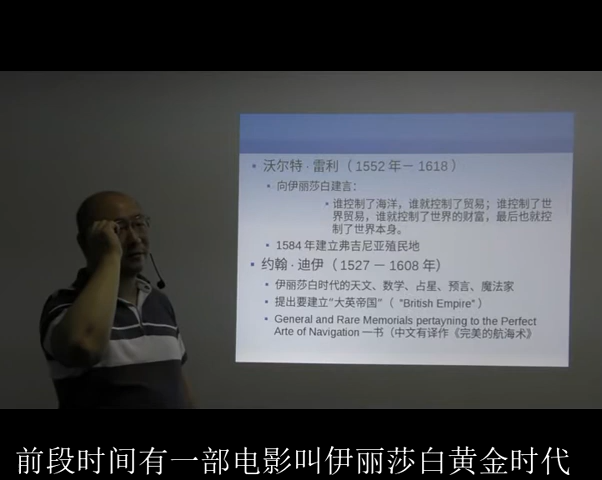 沃尔特·雷利（1552年－1618）
向伊丽莎白建言：
谁控制了海洋，谁就控制了贸易；谁控制了世
界贸易，谁就控制了世界的财富，最后也就控
制了世界本身。
1584年建立弗吉尼亚殖民地
约翰·迪伊（1527－1608年）
伊丽莎白时代的天文、数学、占星、预言、魔法家
提出要建立"大英帝国"（ "British Empire"）
General and Rare Memorials pertayning to the Perfect
Arte of Navigation 一书（中文有译作《完美的航海术》
前段时间有一部电影叫伊丽莎白黄金时代